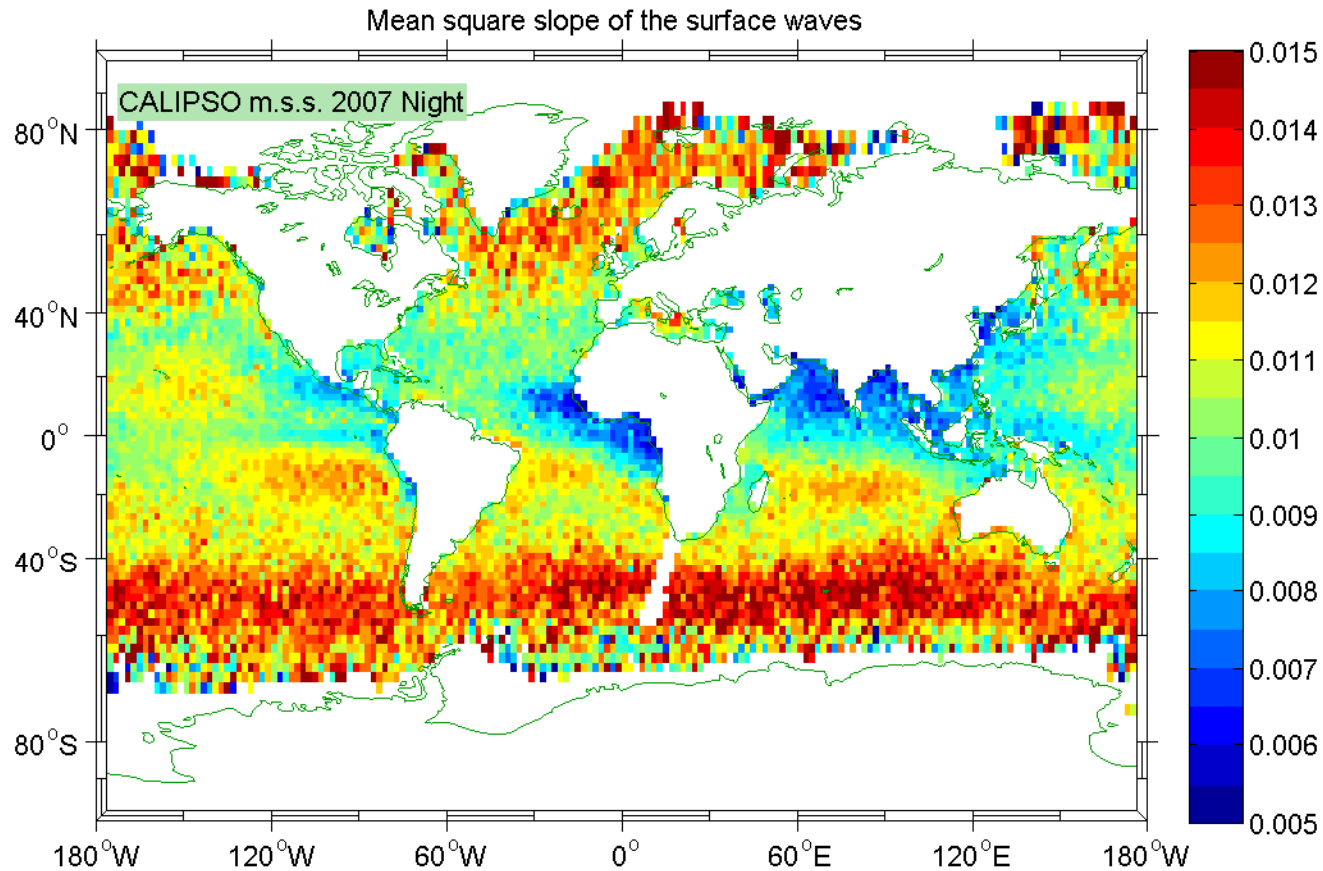 Mean square slope of the surface waves
CALIPSO m.s.s. 2007 Night
80°N
40°N
0°
40°S
80°S
180°W
120°W
60°W
0°
60°E
120°E
180°W
0.015
0.014
0.013
0.012
0.011
0.01
0.009
0.008
0.007
0.006
0.005